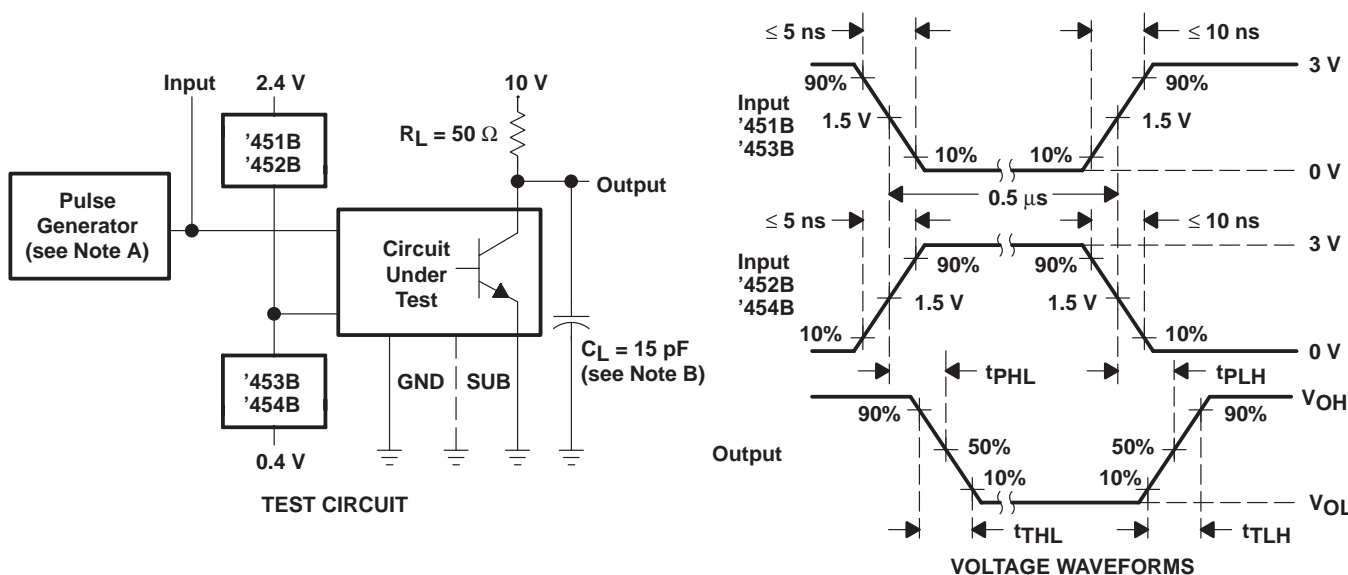 Input
2.4 V
10 V
'451B
'452B
RL = 50 Ω
Output
Pulse
Generator
(see Note A)
Circuit
Under
Test
'453B
'454B
GND
SUB
CL = 15 pF
(see Note B)
0.4 V
TEST CIRCUIT
≤ 5 ns
≤ 10 ns
3 V
90%
90%
Input
'451B
'453B
1.5 V
1.5 V
10%
10%
0 V
0.5 μs
≤ 5 ns
≤ 10 ns
3 V
Input
'452B
'454B
90%
90%
1.5 V
1.5 V
10%
10%
0 V
tPHL
tPLH
VOH
90%
90%
Output
50%
50%
10%
10%
VOL
tTHL
tTLH
VOLTAGE WAVEFORMS